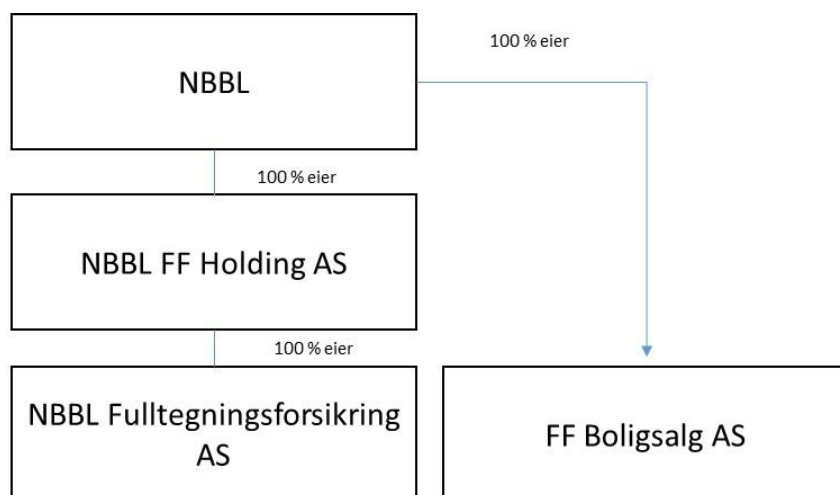 100 % eier
NBBL
100 % eier
NBBL FF Holding AS
100 % eier
NBBL Fulltegningsforsikring
AS
FF Boligsalg AS